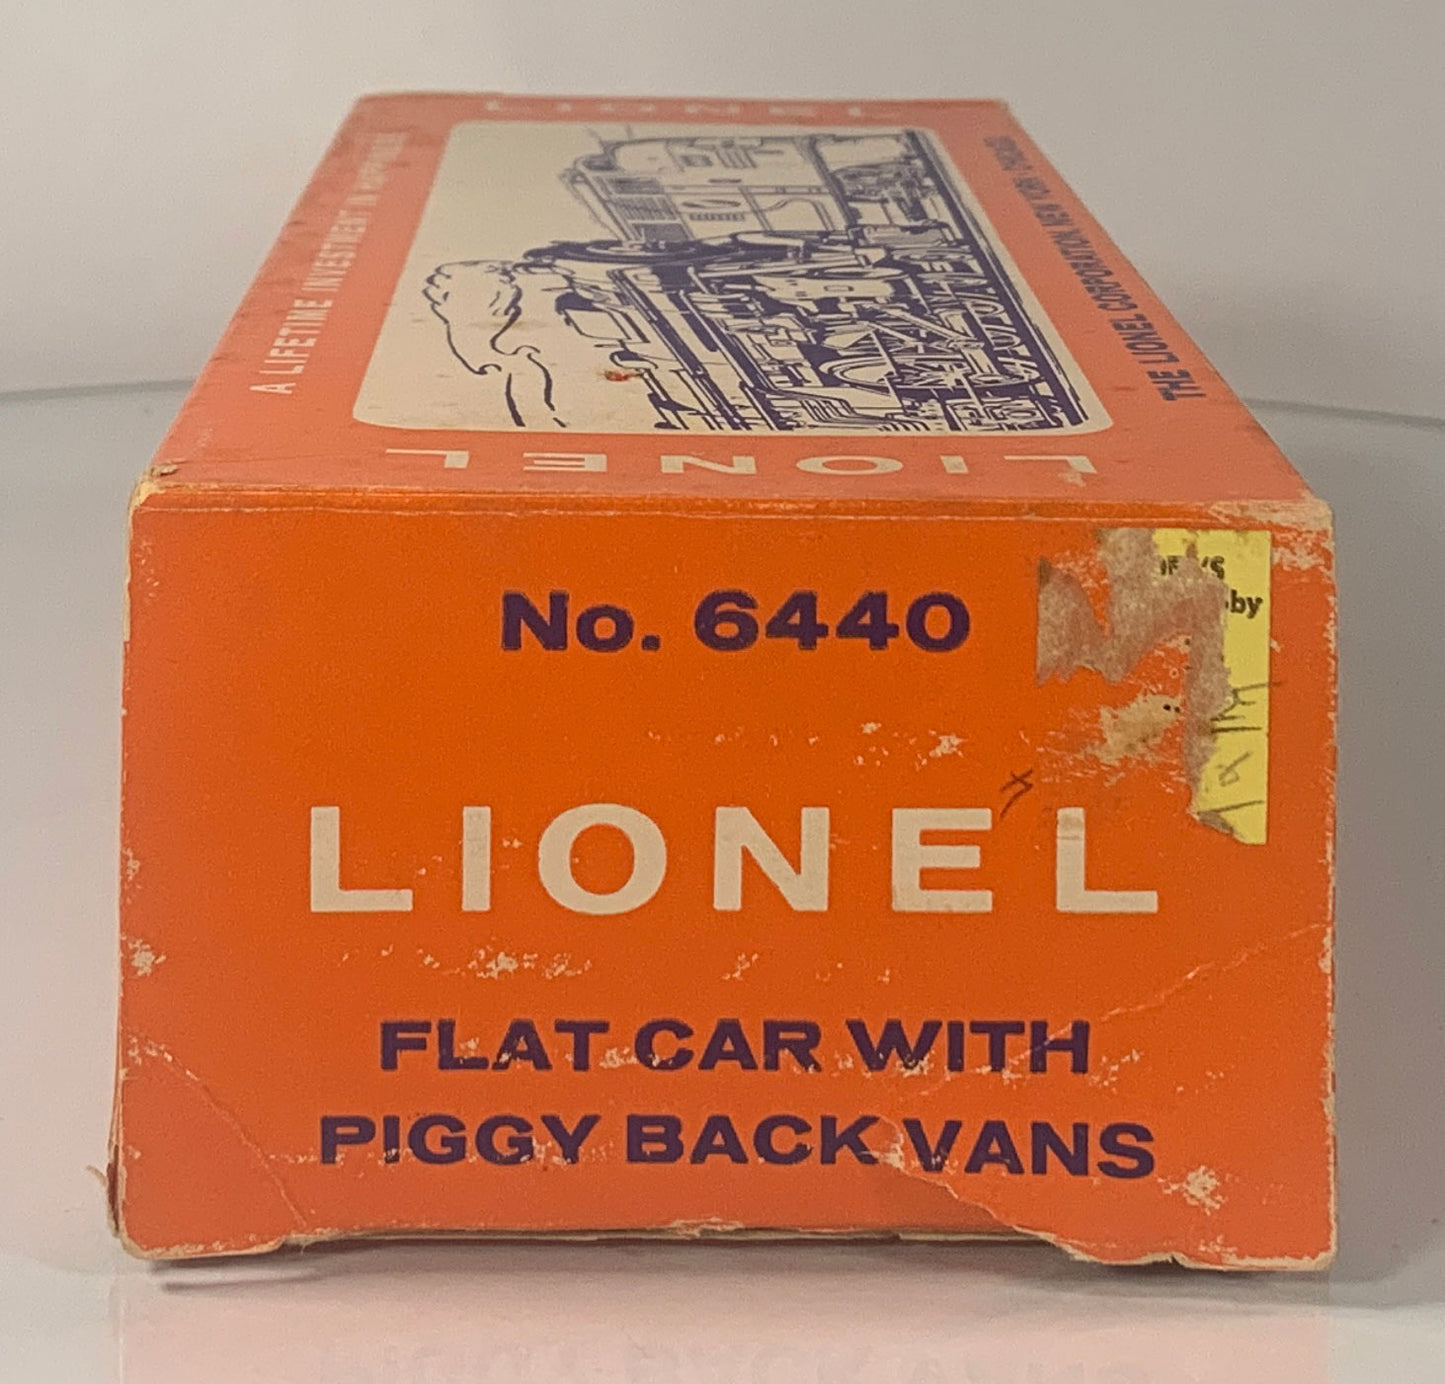 LIONEL
A LIFETIME INVESTMENT IN HAPPINESS
THE LIONEL CORPORATION, NEW YORK • CHICAGO
LIONEL
No. 6440
LIONEL
FLAT CAR WITH
PIGGY BACK VANS